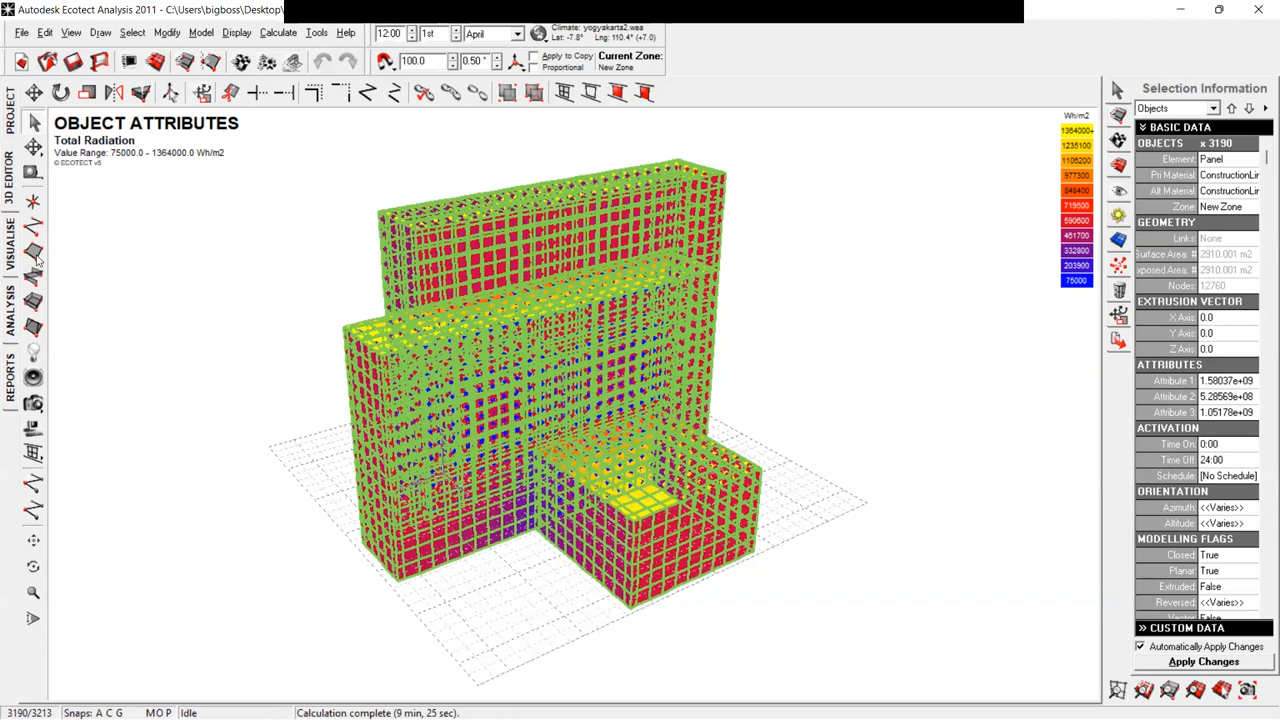 Autodesk Ecotect Analysis 2011 - C:\Users\bigboss\Desktop\
File Edit View Draw Select Modify Model Display Calculate Tools Help
12:00 1st April
Climate: yogyakarta2.wea
Lat: -7.8° Lng: 110.4° (+7.0)
100.0 0.50 °
Apply to Copy
Proportional
Current Zone:
New Zone
PROJECT
3D EDITOR
VISUALISE
ANALYSIS
REPORTS
OBJECT ATTRIBUTES
Total Radiation
Value Range: 75000.0 - 1364000.0 Wh/m2
© ECOTECT v5
Wh/m2
1364000+
1235100
1106200
977300
848400
719500
590600
461700
332800
203900
75000
Selection Information
Objects
BASIC DATA
OBJECTS x 3190
Element: Panel
Pri Material: ConstructionLir
Alt Material: ConstructionLir
Zone: New Zone
GEOMETRY
Links: None
Surface Area: # 2910.001 m2
xposed Area: # 2910.001 m2
Nodes: 12760
EXTRUSION VECTOR
X Axis: 0.0
Y Axis: 0.0
Z Axis: 0.0
ATTRIBUTES
Attribute 1: 1.58037e+09
Attribute 2: 5.28569e+08
Attribute 3: 1.05178e+09
ACTIVATION
Time On: 0:00
Time Off: 24:00
Schedule: [No Schedule]
ORIENTATION
Azimuth: <<Varies>>
Altitude: <<Varies>>
MODELLING FLAGS
Closed: True
Planar: True
Extruded: False
Reversed: <<Varies>>
CUSTOM DATA
Automatically Apply Changes
Apply Changes
3190/3213 Snaps: A C G M O P Idle Calculation complete (9 min, 25 sec).